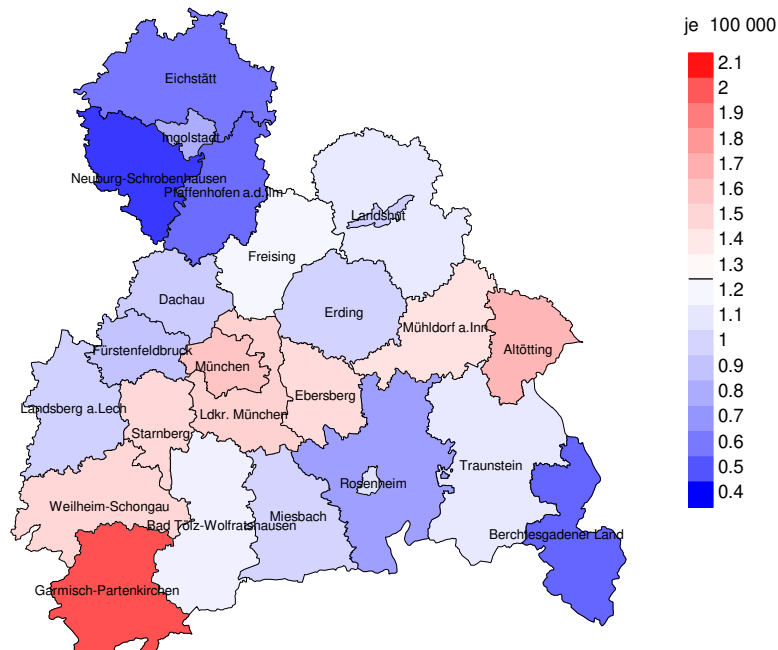 je 100 000
2.1
2
1.9
1.8
1.7
1.6
1.5
1.4
1.3
1.2
1.1
1
0.9
0.8
0.7
0.6
0.5
0.4
Eichstätt
Ingolstadt
Neuburg-Schrobenhausen
Pfaffenhofen a.d.Ilm
Landshut
Freising
Dachau
Erding
Mühldorf a.Inn
Altötting
Fürstenfeldbruck
München
Ebersberg
Landsberg a.Lech
Ldkr. München
Starnberg
Traunstein
Rosenheim
Weilheim-Schongau
Miesbach
Bad Tölz-Wolfratshausen
Berchtesgadener Land
Garmisch-Partenkirchen